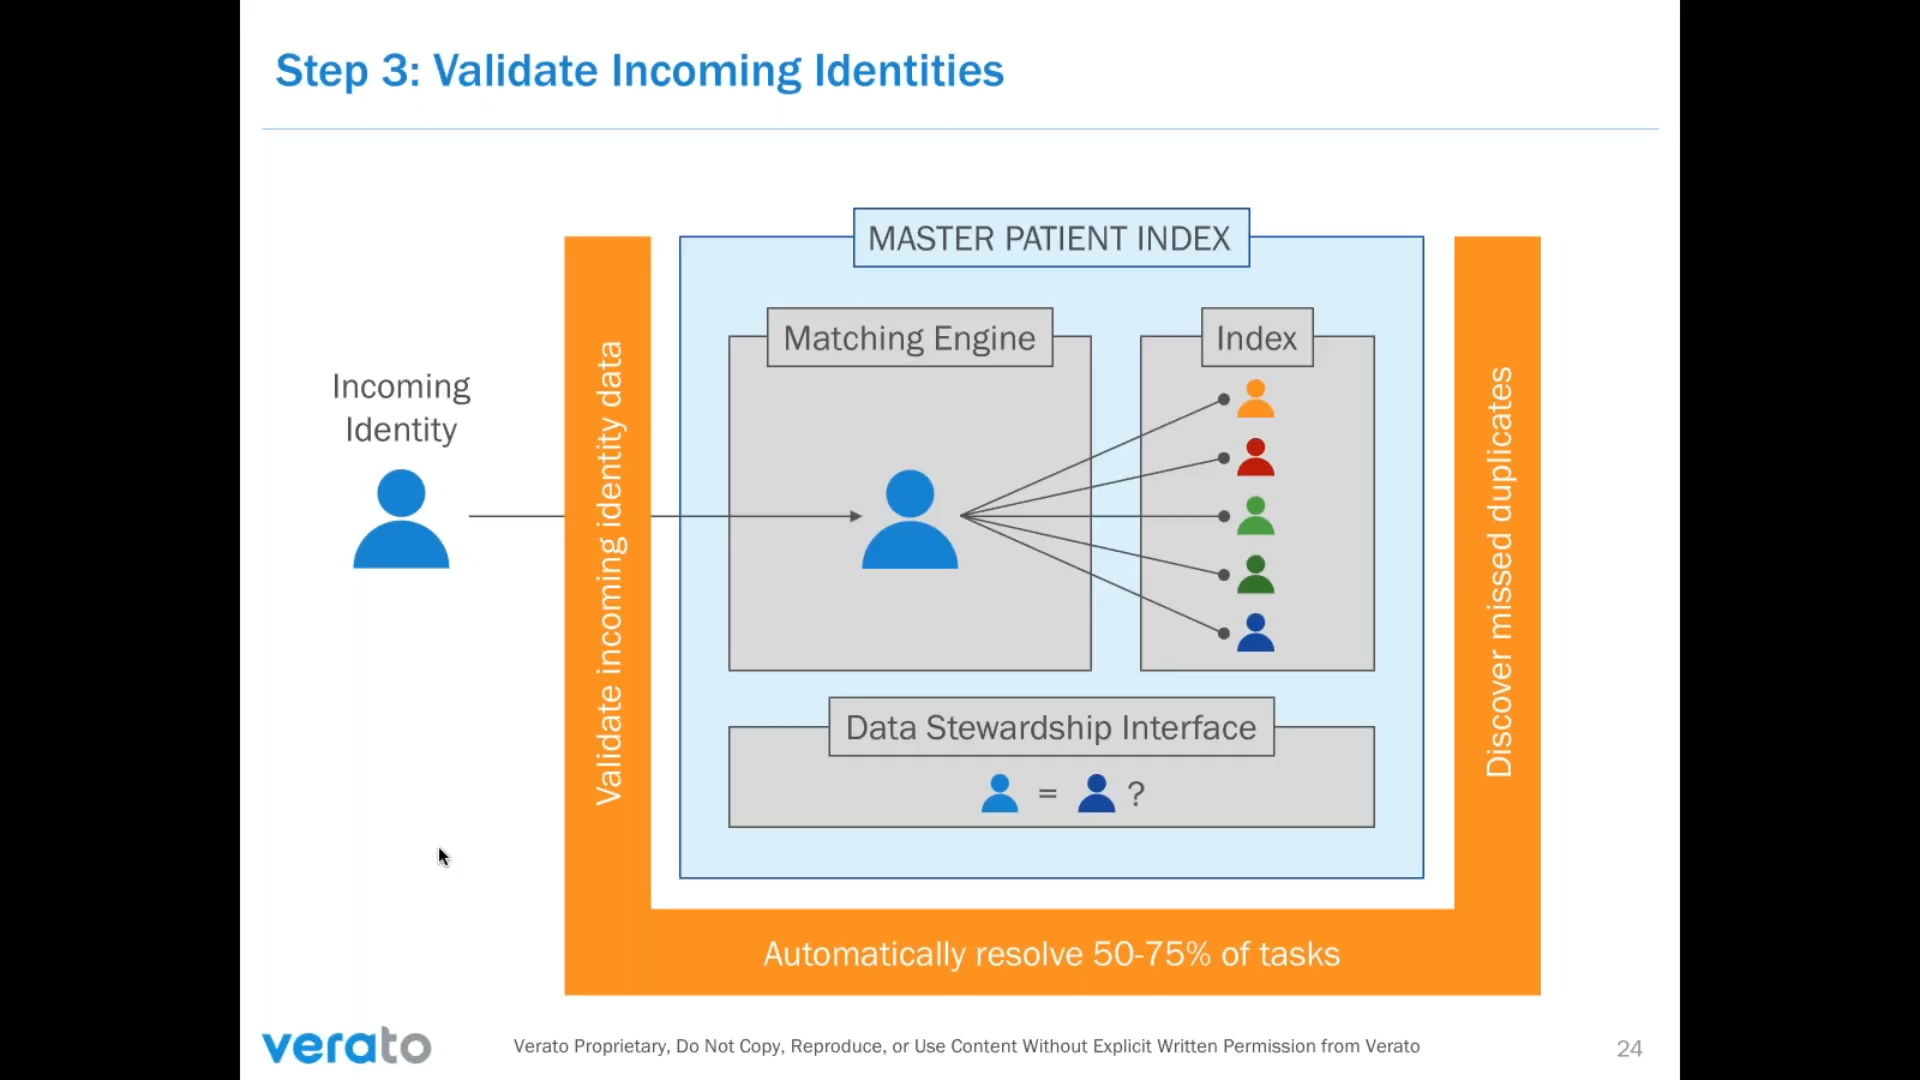 Step 3: Validate Incoming Identities
MASTER PATIENT INDEX
Matching Engine
Index
Incoming
Identity
Validate incoming identity data
Discover missed duplicates
Data Stewardship Interface
= ?
Automatically resolve 50-75% of tasks
verato
Verato Proprietary, Do Not Copy, Reproduce, or Use Content Without Explicit Written Permission from Verato
24